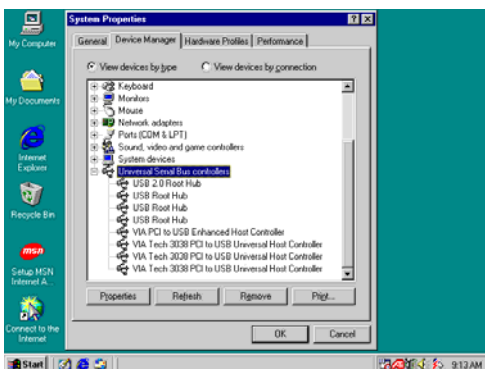 My Computer
My Documents
Internet
Explorer
Recycle Bin
msn
Setup MSN
Internet A...
Connect to the
Internet
System Properties
General Device Manager Hardware Profiles Performance
View devices by type View devices by connection
Keyboard
Monitors
Mouse
Network adapters
Ports (COM & LPT)
Sound, video and game controllers
System devices
Universal Serial Bus controllers
USB 2.0 Root Hub
USB Root Hub
USB Root Hub
USB Root Hub
VIA PCI to USB Enhanced Host Controller
VIA Tech 3038 PCI to USB Universal Host Controller
VIA Tech 3038 PCI to USB Universal Host Controller
VIA Tech 3038 PCI to USB Universal Host Controller
Properties Refresh Remove Print...
OK Cancel
Start 9:13 AM